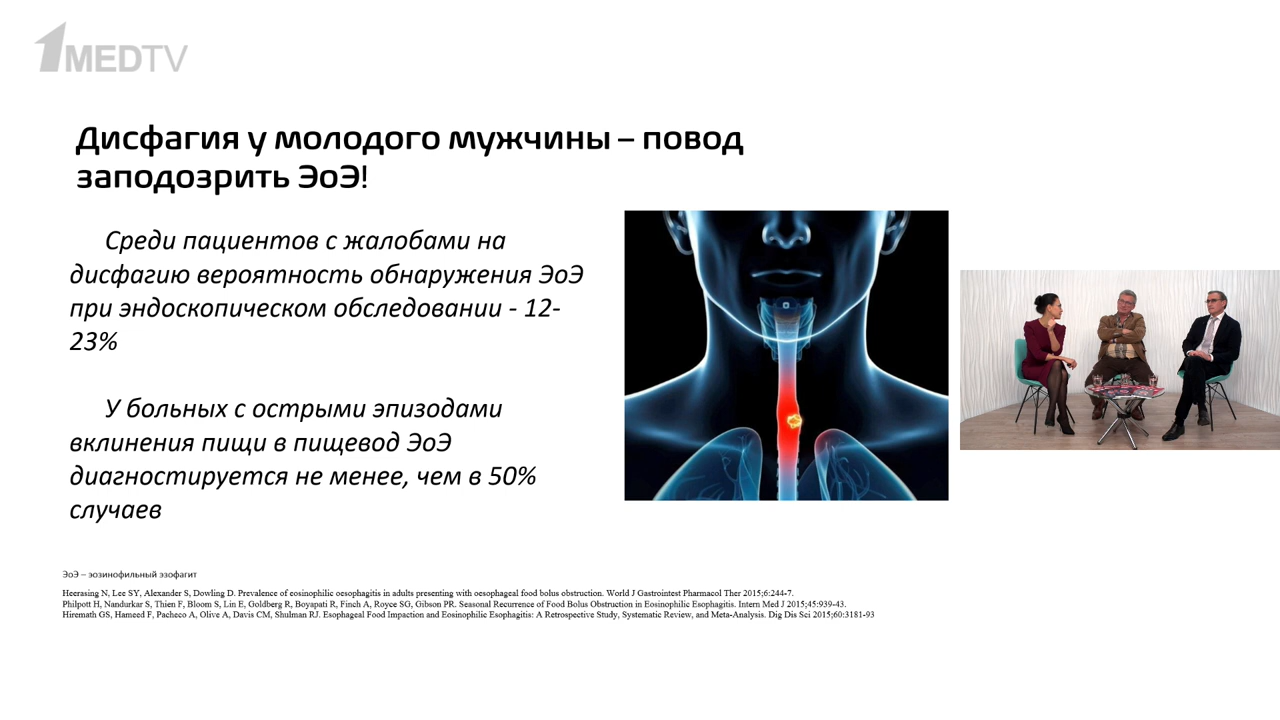 1MEDTV
Дисфагия у молодого мужчины – повод
заподозрить ЭоЭ!
Среди пациентов с жалобами на
дисфагию вероятность обнаружения ЭоЭ
при эндоскопическом обследовании - 12-
23%
У больных с острыми эпизодами
вклинения пищи в пищевод ЭоЭ
диагностируется не менее, чем в 50%
случаев
ЭоЭ – эозинофильный эзофагит
Heerasing N, Lee SY, Alexander S, Dowling D. Prevalence of eosinophilic oesophagitis in adults presenting with oesophageal food bolus obstruction. World J Gastrointest Pharmacol Ther 2015;6:244-7.
Philpott H, Nandurkar S, Thien F, Bloom S, Lin E, Goldberg R, Boyapati R, Finch A, Royce SG, Gibson PR. Seasonal Recurrence of Food Bolus Obstruction in Eosinophilic Esophagitis. Intern Med J 2015;45:939-43.
Hiremath GS, Hameed F, Pacheco A, Olive A, Davis CM, Shulman RJ. Esophageal Food Impaction and Eosinophilic Esophagitis: A Retrospective Study, Systematic Review, and Meta-Analysis. Dig Dis Sci 2015;60:3181-93